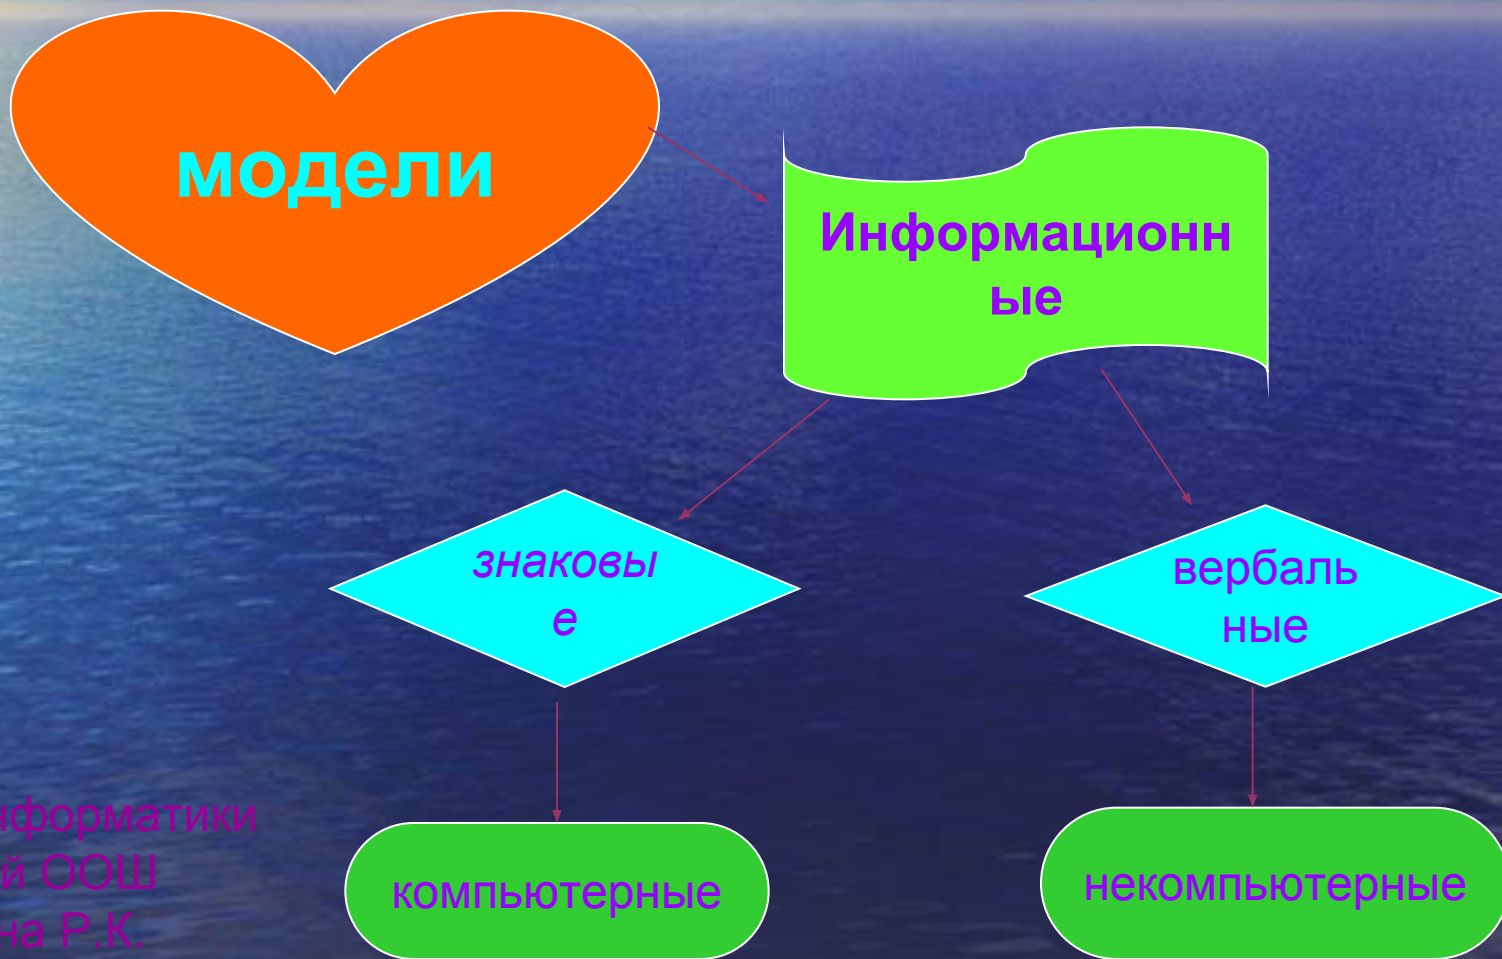 модели
Информационн
ые
знаковы
е
вербаль
ные
компьютерные
некомпьютерные
нформатики
й ООШ
на Р.К.